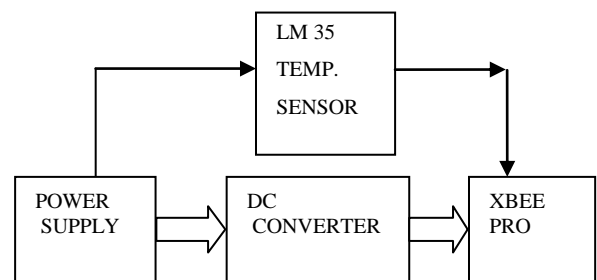 LM 35
TEMP.
SENSOR
POWER
SUPPLY
DC
CONVERTER
XBEE
PRO